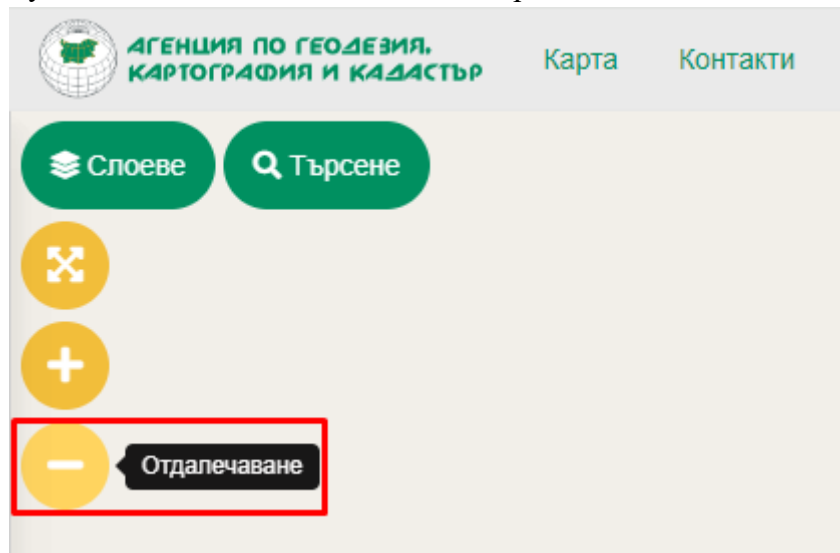 АГЕНЦИЯ ПО ГЕОДЕЗИЯ,
КАРТОГРАФИЯ И КАДАСТЪР
Карта Контакти
Слоеве Търсене
Отдалечаване